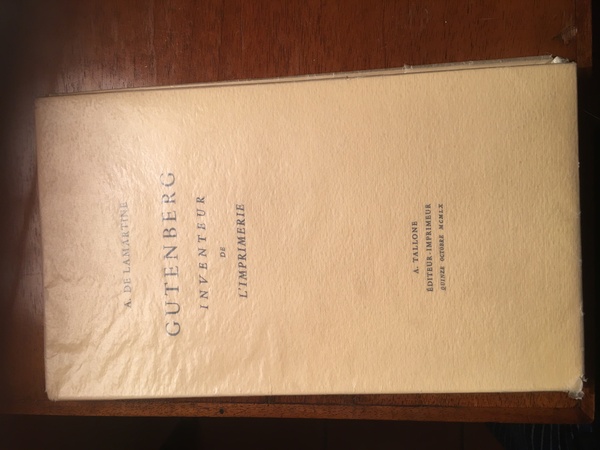 A. DE LAMARTINE
GUTENBERG
INVENTEUR
DE
L'IMPRIMERIE
A. TALLONE
ÉDITEUR-IMPRIMEUR
QUINZE OCTOBRE MCMLX